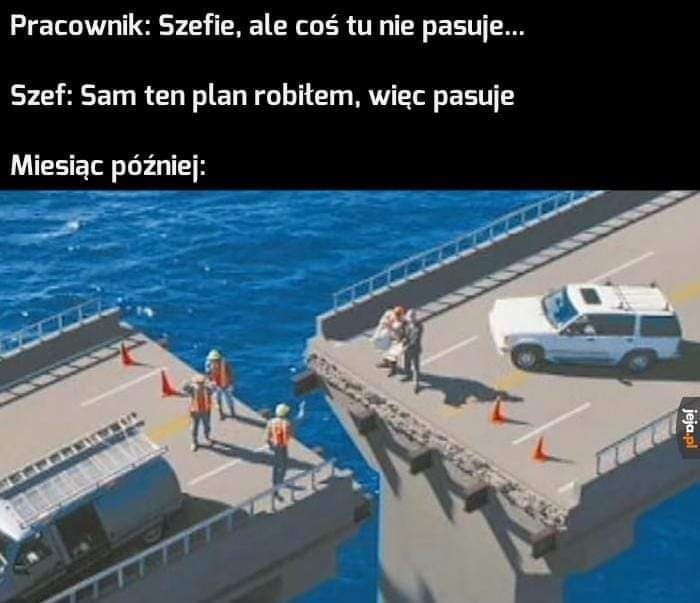 Pracownik: Szefie, ale coś tu nie pasuje...
Szef: Sam ten plan robiłem, więc pasuje
Miesiąc później:
jeja.pl